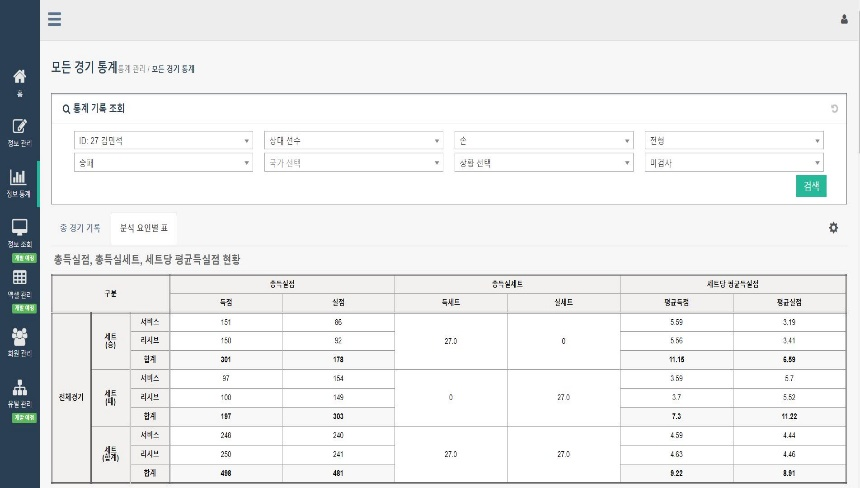 홈
정보 관리
정보 통계
정보 조회
개발 예정
엑셀 관리
개발 예정
회원 관리
유틸 관리
개발 예정
모든 경기 통계 통계 관리 / 모든 경기 통계
통계 기록 조회
ID: 27 김민석 상대 선수 손 전형
승패 국가 선택 상황 선택 미검사
검색
총 경기 기록 분석 요인별 표
총득실점, 총득실세트, 세트당 평균득실점 현황
구분 총득실점 총득실세트 세트당 평균득실점
득점 실점 득세트 실세트 평균득점 평균실점
전체경기
세트 (승)
서비스 151 86 27.0 0 5.59 3.19
리시브 150 92 5.56 3.41
합계 301 178 11.15 6.59
세트 (패)
서비스 97 154 0 27.0 3.59 5.7
리시브 100 149 3.7 5.52
합계 197 303 7.3 11.22
세트 (합계)
서비스 248 240 27.0 27.0 4.59 4.44
리시브 250 241 4.63 4.46
합계 498 481 9.22 8.91